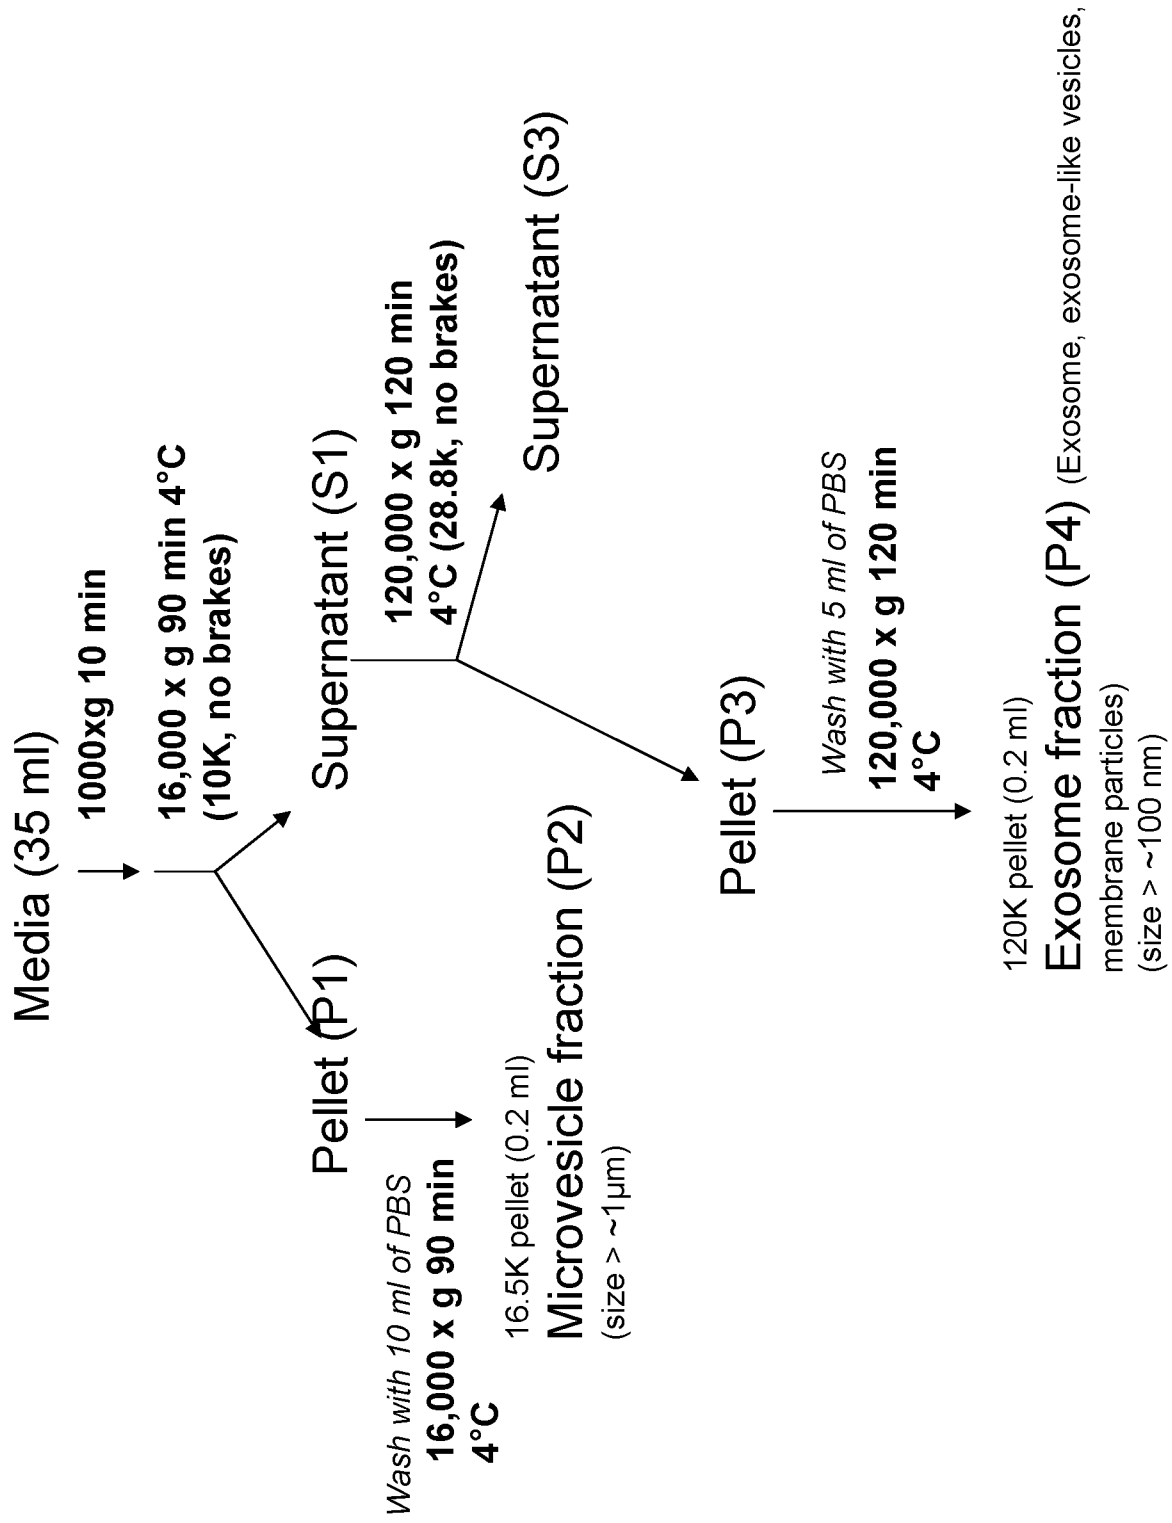 Media (35 ml)
1000xg 10 min
16,000 x g 90 min 4°C
(10K, no brakes)
Pellet (P1)
Supernatant (S1)
Wash with 10 ml of PBS
16,000 x g 90 min
4°C
120,000 x g 120 min
4°C (28.8k, no brakes)
16.5K pellet (0.2 ml)
Microvesicle fraction (P2)
(size > ~1µm)
Supernatant (S3)
Pellet (P3)
Wash with 5 ml of PBS
120,000 x g 120 min
4°C
120K pellet (0.2 ml)
Exosome fraction (P4) (Exosome, exosome-like vesicles,
membrane particles)
(size > ~100 nm)